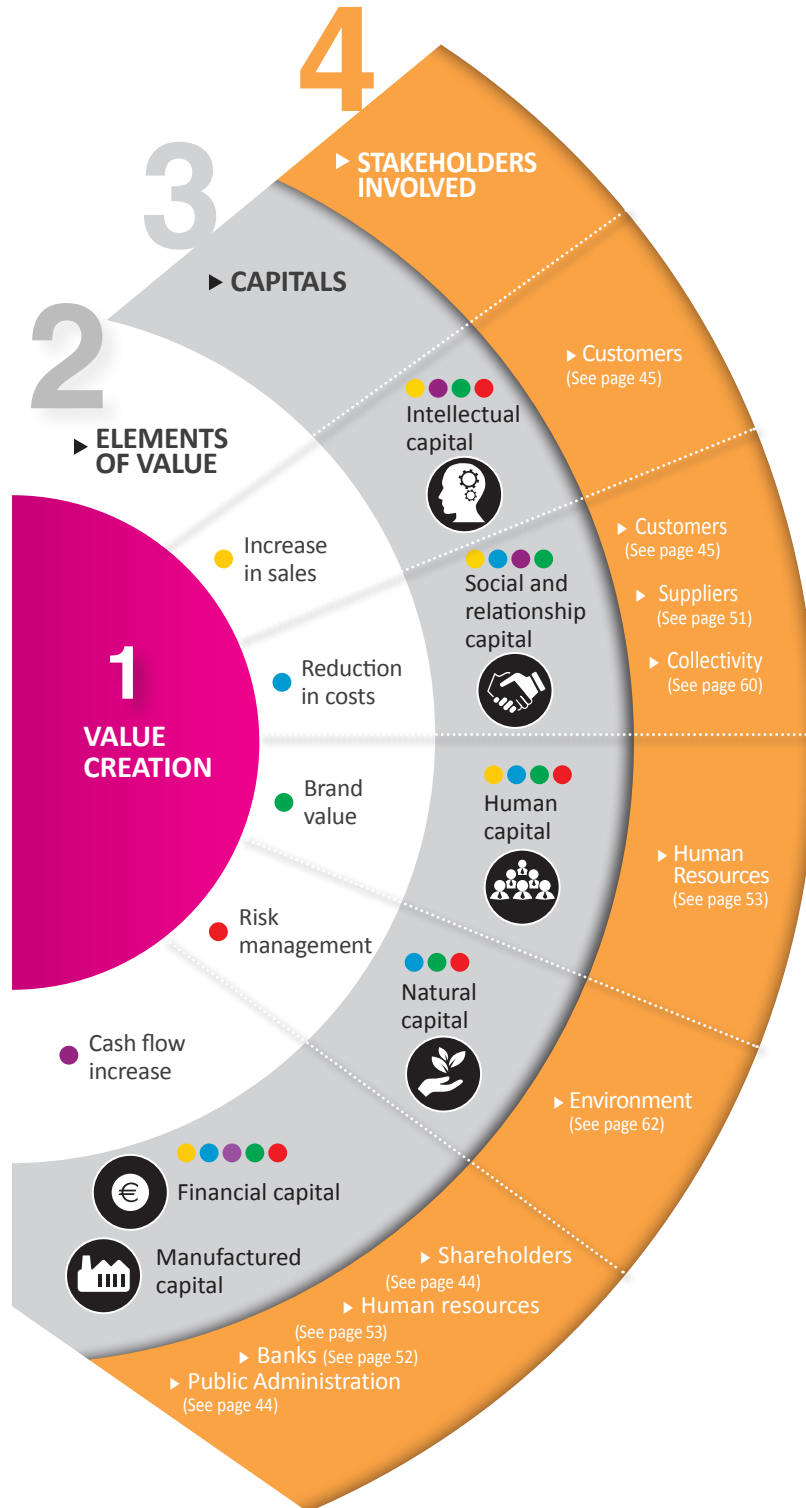 4
STAKEHOLDERS
INVOLVED
3
CAPITALS
2
ELEMENTS
OF VALUE
1
VALUE
CREATION
Increase
in sales
Reduction
in costs
Brand
value
Risk
management
Cash flow
increase
Intellectual
capital
Social and
relationship
capital
Human
capital
Natural
capital
€
Financial capital
Manufactured
capital
Customers
(See page 45)
Customers
(See page 45)
Suppliers
(See page 51)
Collectivity
(See page 60)
Human
Resources
(See page 53)
Environment
(See page 62)
Shareholders
(See page 44)
Human resources
(See page 53)
Banks (See page 52)
Public Administration
(See page 44)